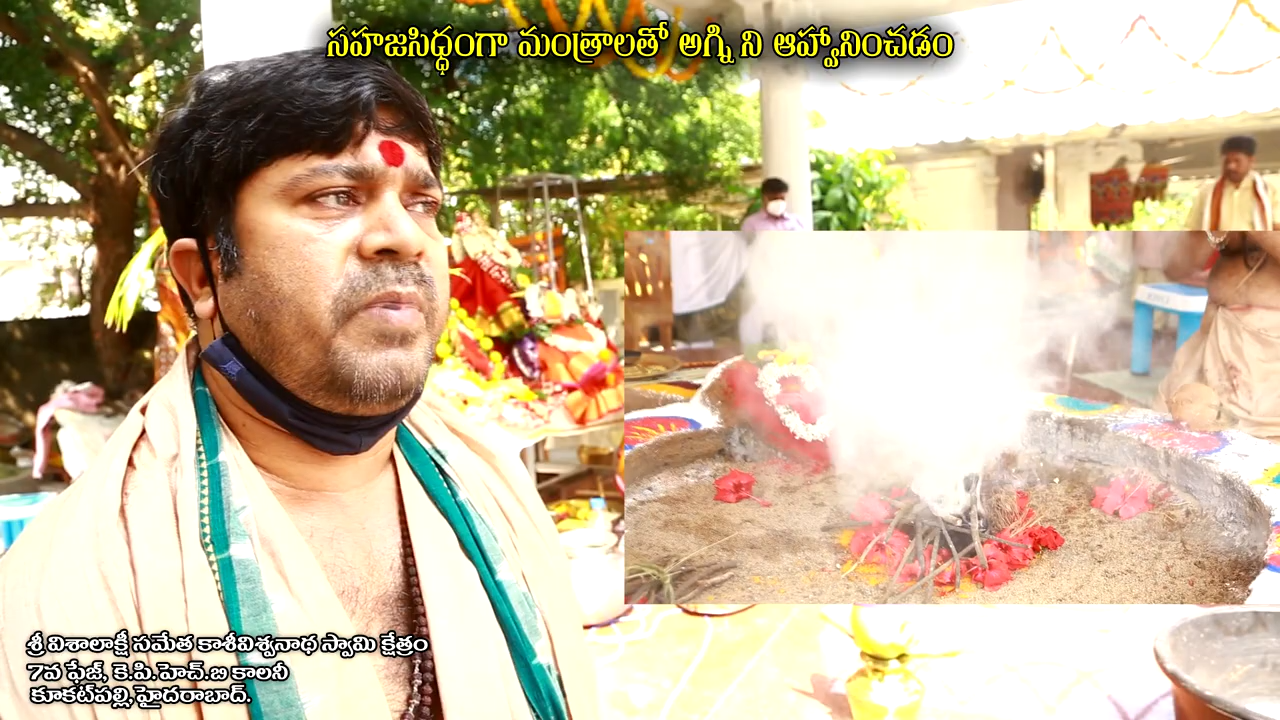 సహజసిద్ధంగా మంత్రాలతో అగ్ని ని ఆహ్వానించడం
శ్రీ విశాలాక్షీ సమేత కాశీవిశ్వనాథ స్వామి క్షేత్రం
7వ ఫేజ్, కె.పి.హెచ్.బి కాలనీ
కూకట్‌పల్లి,హైదరాబాద్.